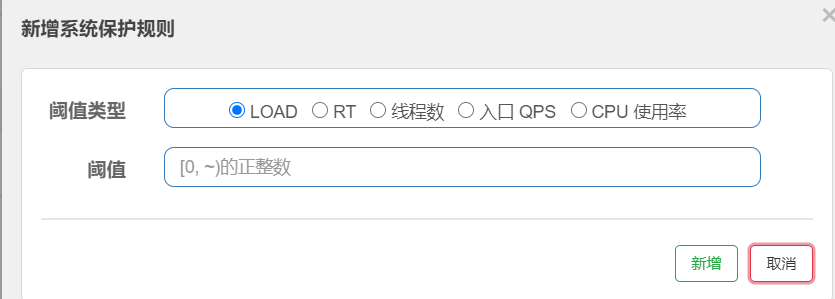 新增系统保护规则
阈值类型 LOAD RT 线程数 入口 QPS CPU 使用率
阈值 [0, ~)的正整数
新增 取消